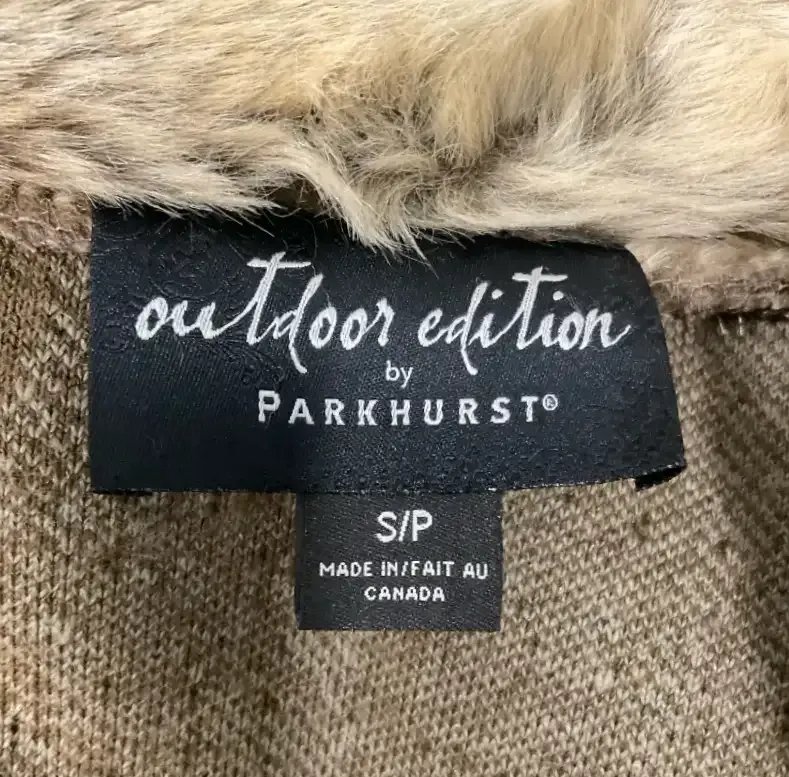 outdoor edition
by
PARKHURST®
S/P
MADE IN/FAIT AU
CANADA